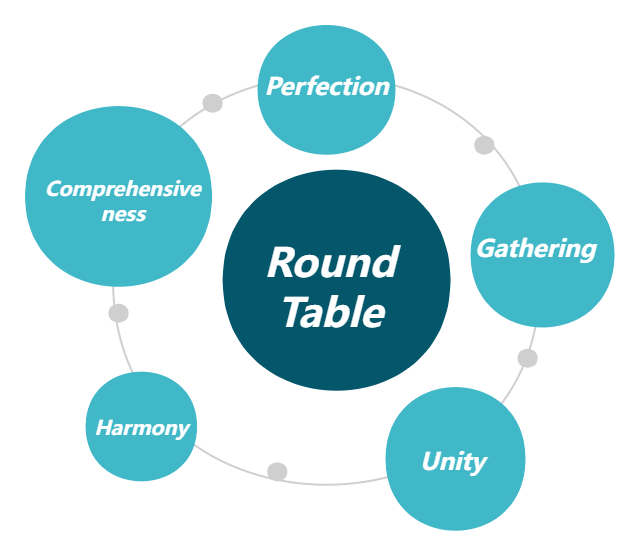 Perfection
Comprehensive
ness
Gathering
Round
Table
Harmony
Unity